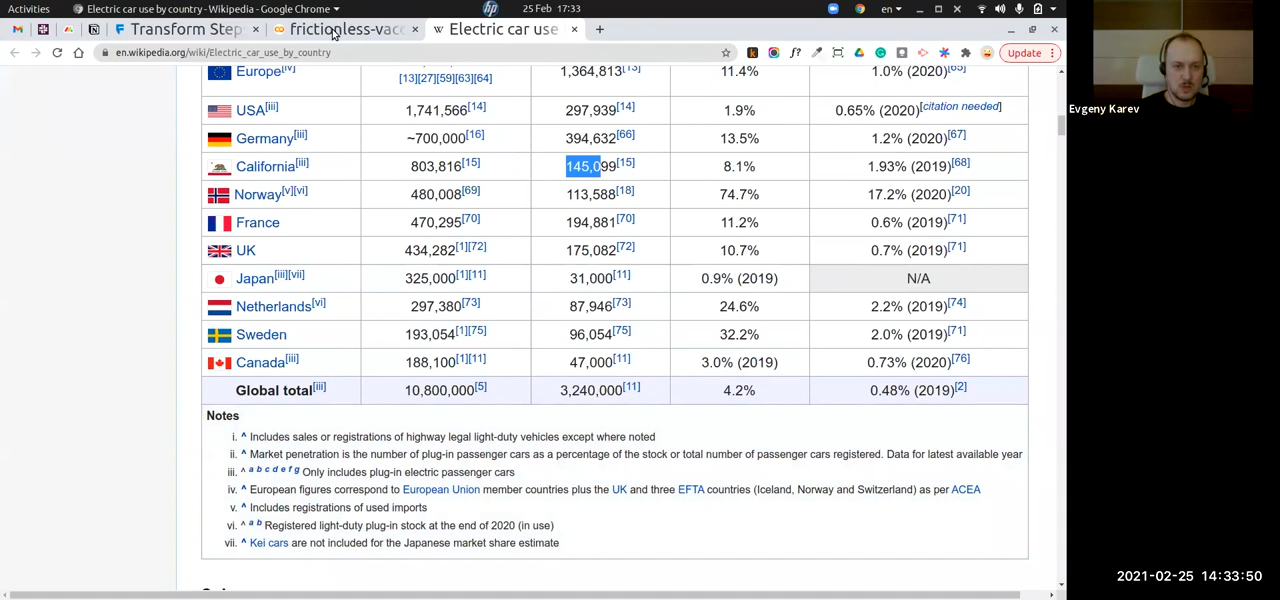 Activities
Electric car use by country - Wikipedia - Google Chrome
25 Feb 17:33
en
Transform Step
frictionless-vacc
W Electric car use
en.wikipedia.org/wiki/Electric_car_use_by_country
Update
Evgeny Karev
Europe[iv] [13][27][59][63][64] 1,364,813[13] 11.4% 1.0% (2020)[65]
USA[iii] 1,741,566[14] 297,939[14] 1.9% 0.65% (2020)[citation needed]
Germany[iii] ~700,000[16] 394,632[66] 13.5% 1.2% (2020)[67]
California[iii] 803,816[15] 145,099[15] 8.1% 1.93% (2019)[68]
Norway[v][vi] 480,008[69] 113,588[18] 74.7% 17.2% (2020)[20]
France 470,295[70] 194,881[70] 11.2% 0.6% (2019)[71]
UK 434,282[1][72] 175,082[72] 10.7% 0.7% (2019)[71]
Japan[iii][vii] 325,000[1][11] 31,000[11] 0.9% (2019) N/A
Netherlands[vi] 297,380[73] 87,946[73] 24.6% 2.2% (2019)[74]
Sweden 193,054[1][75] 96,054[75] 32.2% 2.0% (2019)[71]
Canada[iii] 188,100[1][11] 47,000[11] 3.0% (2019) 0.73% (2020)[76]
Global total[iii] 10,800,000[5] 3,240,000[11] 4.2% 0.48% (2019)[2]
Notes
i. ^ Includes sales or registrations of highway legal light-duty vehicles except where noted
ii. ^ Market penetration is the number of plug-in passenger cars as a percentage of the stock or total number of passenger cars registered. Data for latest available year
iii. ^ a b c d e f g Only includes plug-in electric passenger cars
iv. ^ European figures correspond to European Union member countries plus the UK and three EFTA countries (Iceland, Norway and Switzerland) as per ACEA
v. ^ Includes registrations of used imports
vi. ^ a b Registered light-duty plug-in stock at the end of 2020 (in use)
vii. ^ Kei cars are not included for the Japanese market share estimate
2021-02-25 14:33:50